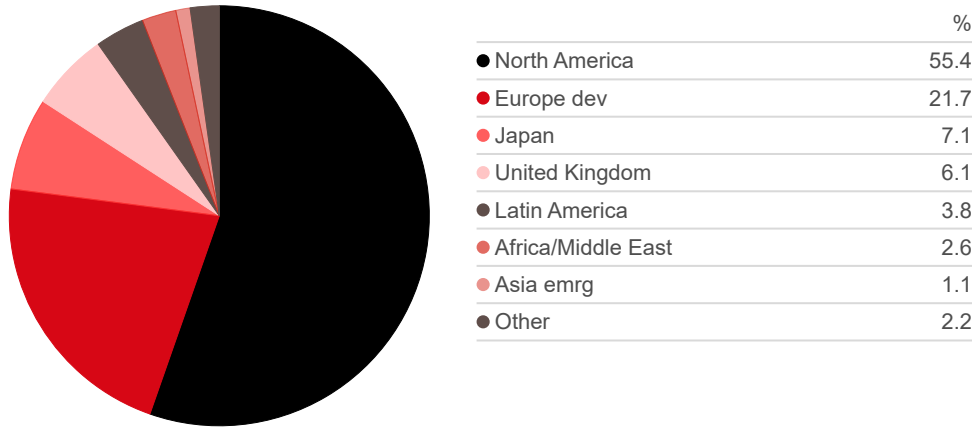 %
North America 55.4
Europe dev 21.7
Japan 7.1
United Kingdom 6.1
Latin America 3.8
Africa/Middle East 2.6
Asia emrg 1.1
Other 2.2